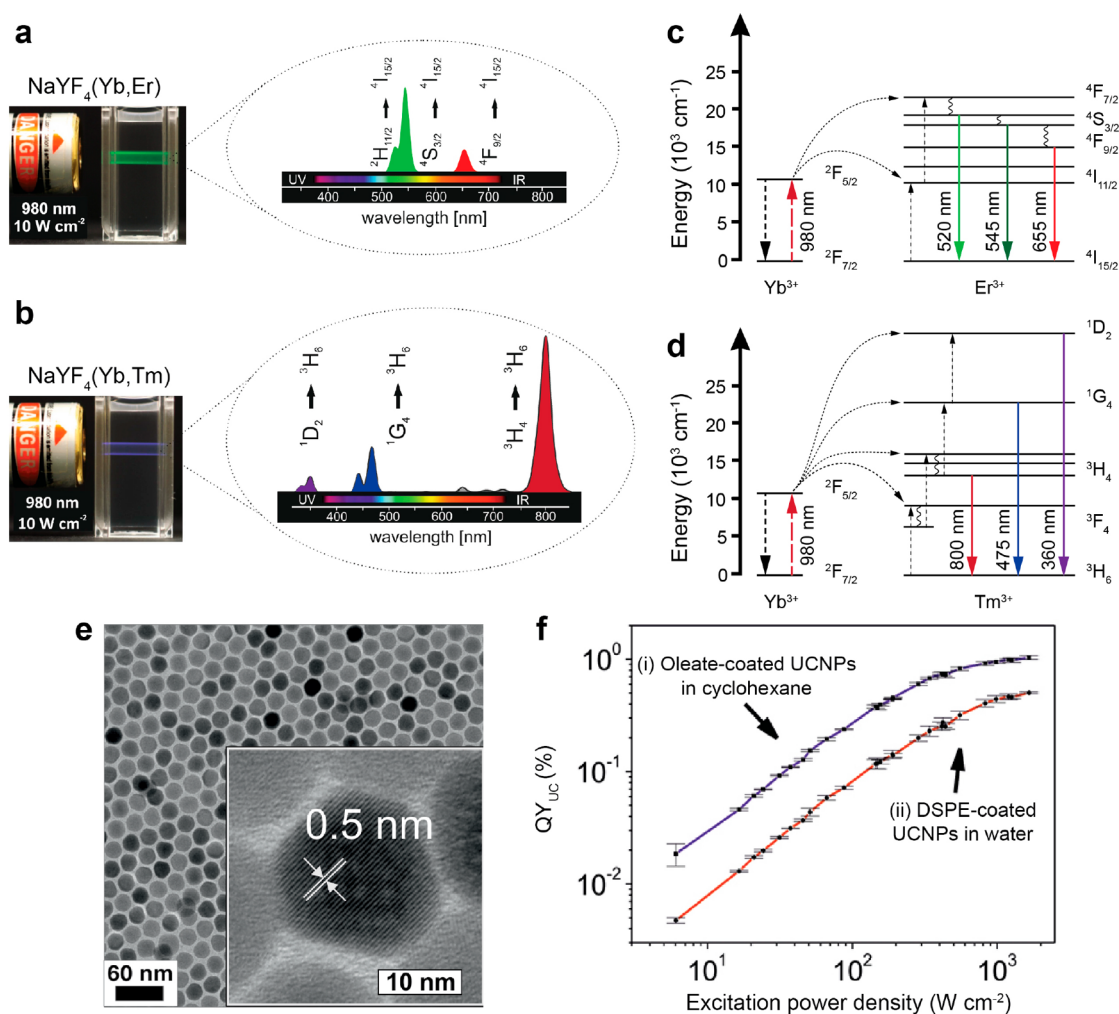 a
NaYF₄(Yb,Er)
DANGER
980 nm
10 W cm⁻²
⁴I₁₅/₂
⁴I₁₅/₂
⁴I₁₅/₂
²H₁₁/₂
⁴S₃/₂
⁴F₉/₂
UV
IR
400
500
600
700
800
wavelength [nm]
b
NaYF₄(Yb,Tm)
DANGER
980 nm
10 W cm⁻²
³H₆
³H₆
³H₆
¹D₂
¹G₄
³H₄
UV
IR
400
500
600
700
800
wavelength [nm]
c
Energy (10³ cm⁻¹)
25
20
15
10
5
0
²F₅/₂
²F₇/₂
980 nm
Yb³⁺
⁴F₇/₂
⁴S₃/₂
⁴F₉/₂
⁴I₁₁/₂
⁴I₁₅/₂
520 nm
545 nm
655 nm
Er³⁺
d
Energy (10³ cm⁻¹)
25
20
15
10
5
0
²F₅/₂
²F₇/₂
980 nm
Yb³⁺
¹D₂
¹G₄
³H₄
³F₄
³H₆
800 nm
475 nm
360 nm
Tm³⁺
e
60 nm
0.5 nm
10 nm
f
QY_UC (%)
10⁰
10⁻¹
10⁻²
(i) Oleate-coated UCNPs
in cyclohexane
(ii) DSPE-coated
UCNPs in water
10¹
10²
10³
Excitation power density (W cm⁻²)